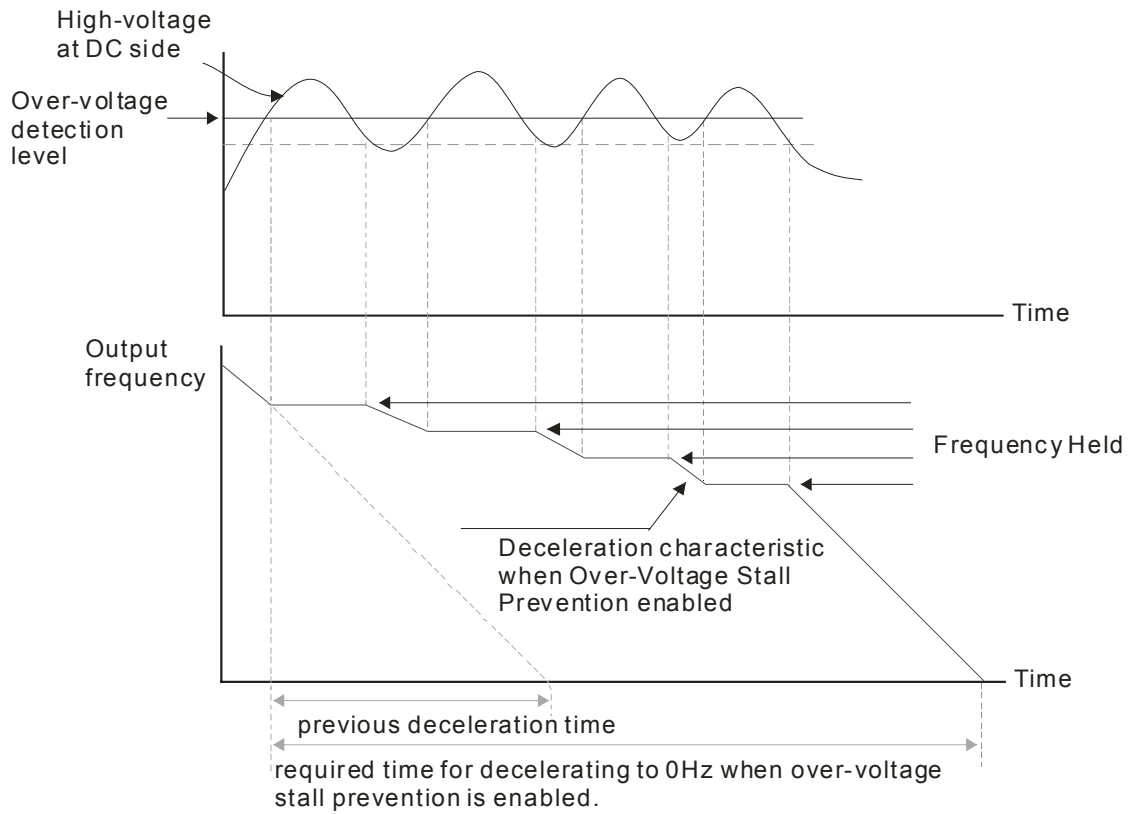 High-voltage
at DC side
Over-voltage
detection
level
Time
Output
frequency
Frequency Held
Deceleration characteristic
when Over-Voltage Stall
Prevention enabled
Time
previous deceleration time
required time for decelerating to 0Hz when over-voltage
stall prevention is enabled.